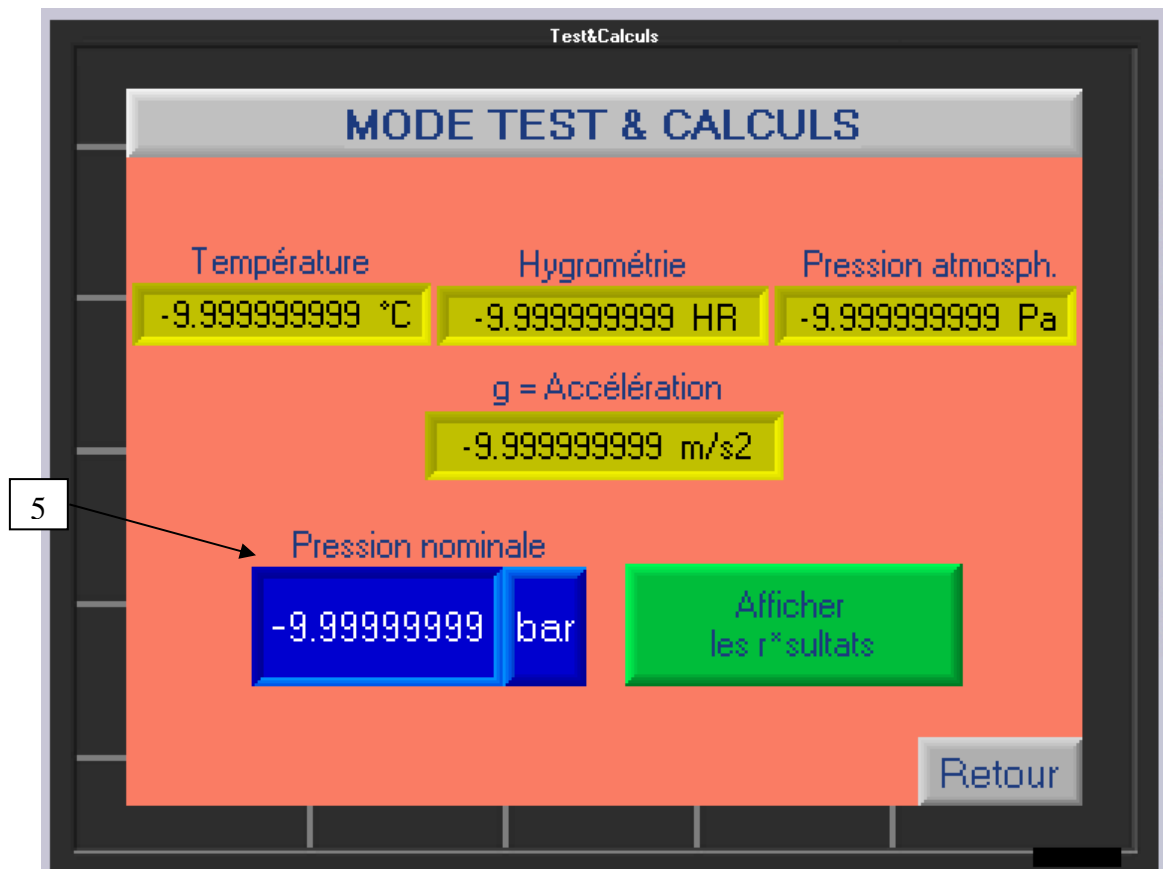 Test&Calculs
MODE TEST & CALCULS
Température Hygrométrie Pression atmosph.
-9.999999999 °C -9.999999999 HR -9.999999999 Pa
g = Accélération
-9.999999999 m/s2
5
Pression nominale
-9.99999999 bar
Afficher
les r*sultats
Retour